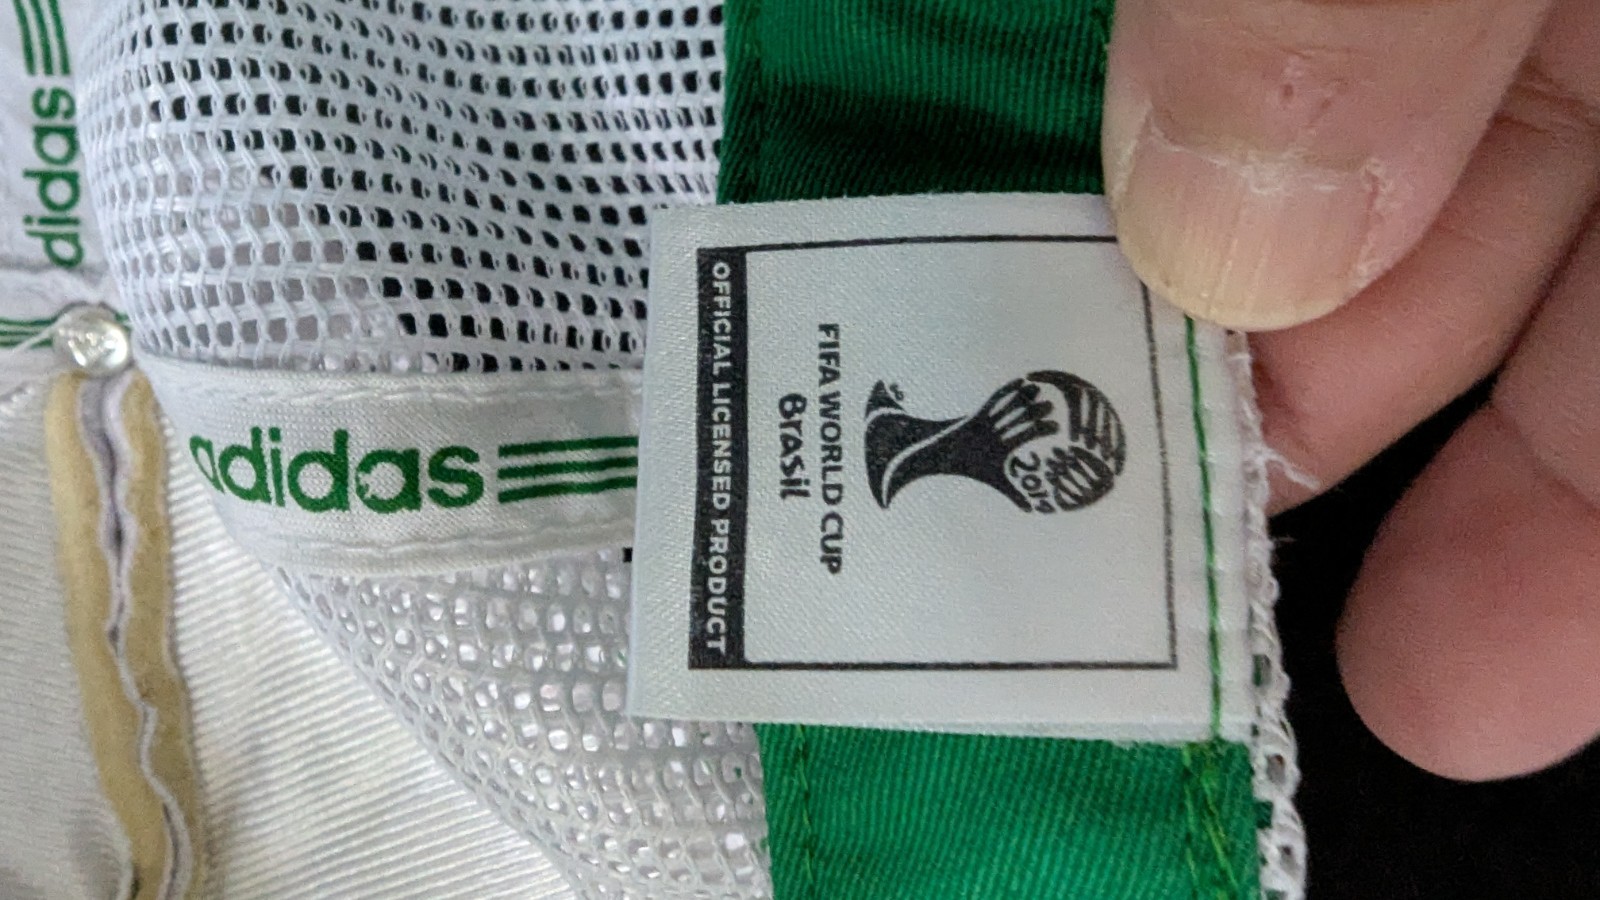 adidas
adidas
2014
FIFA WORLD CUP
Brasil
OFFICIAL LICENSED PRODUCT